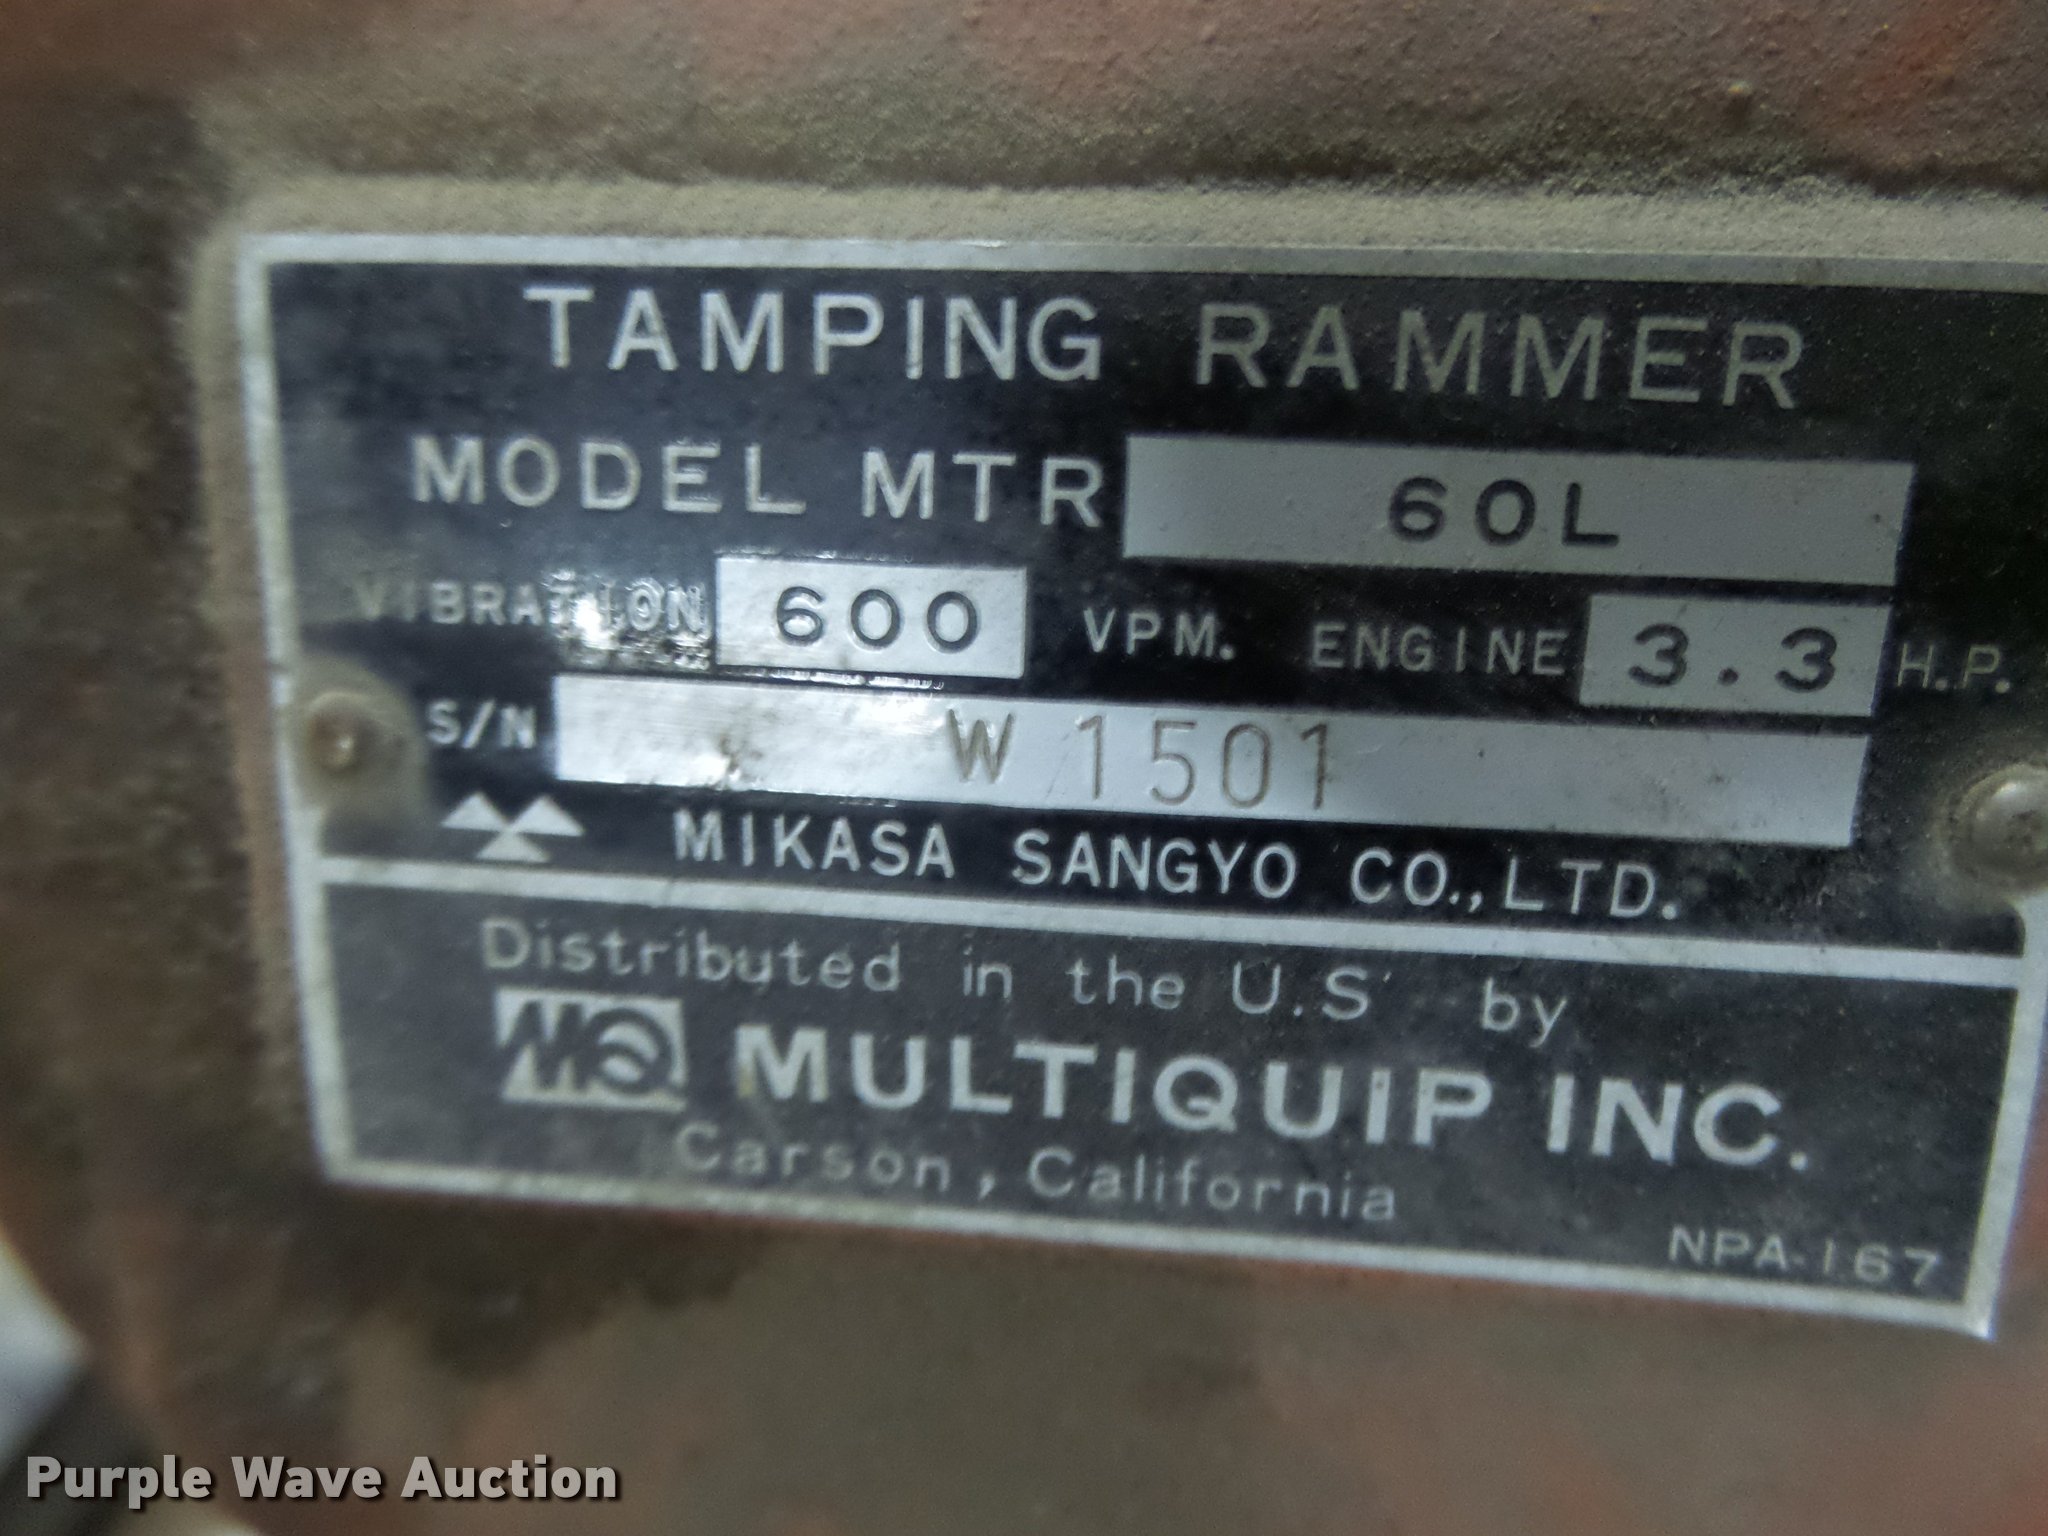 TAMPING RAMMER
MODEL MTR 60L
VIBRATION 600 VPM. ENGINE 3.3 H.P.
S/N W 1501
MIKASA SANGYO CO., LTD.
Distributed in the U.S by
MQ MULTIQUIP INC.
Carson, California
NPA-167
Purple Wave Auction